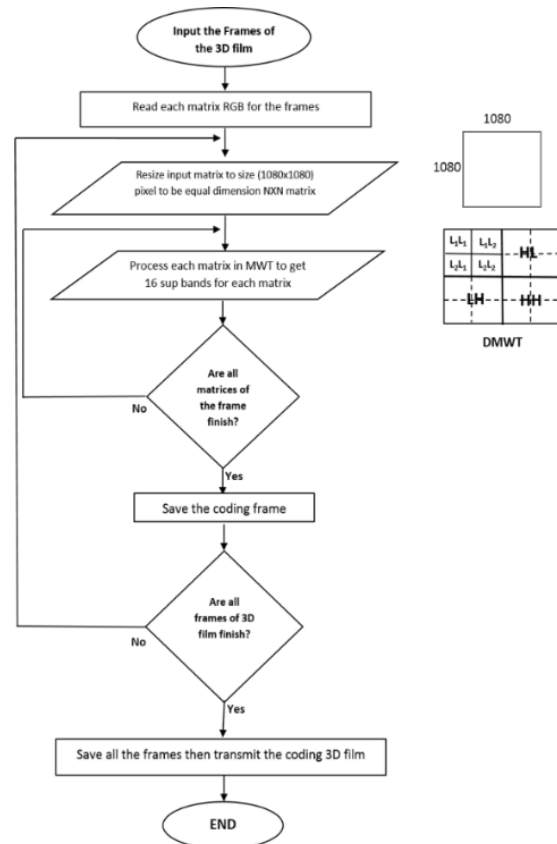 Input the Frames of
the 3D film
Read each matrix RGB for the frames
1080
1080
Resize input matrix to size (1080x1080)
pixel to be equal dimension NXN matrix
L₁L₁ L₁L₂ HL
L₂L₁ L₂L₂
LH HH
DMWT
Process each matrix in MWT to get
16 sup bands for each matrix
Are all
matrices of
the frame
finish?
No
Yes
Save the coding frame
Are all
frames of 3D
film finish?
No
Yes
Save all the frames then transmit the coding 3D film
END